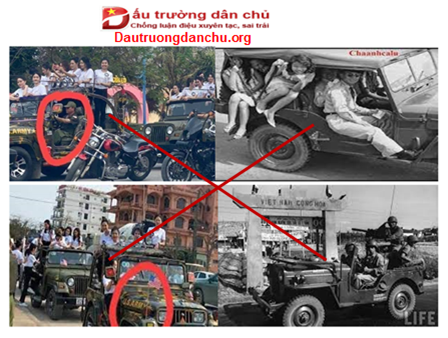 Đấu trường dân chủ
Chống luận điệu xuyên tạc, sai trái
Dautruongdanchu.org
Chaanhcalu
VIỆT NAM CỘNG HÒA
LIFE